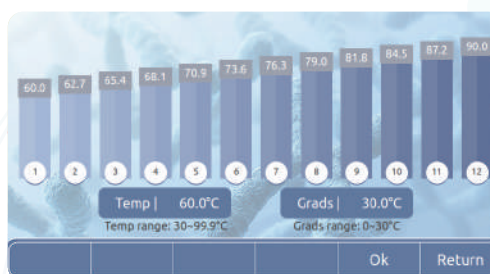 60.0 62.7 65.4 68.1 70.9 73.6 76.3 79.0 81.8 84.5 87.2 90.0
1 2 3 4 5 6 7 8 9 10 11 12
Temp | 60.0°C Grads | 30.0°C
Temp range: 30~99.9°C Grads range: 0~30°C
Ok Return